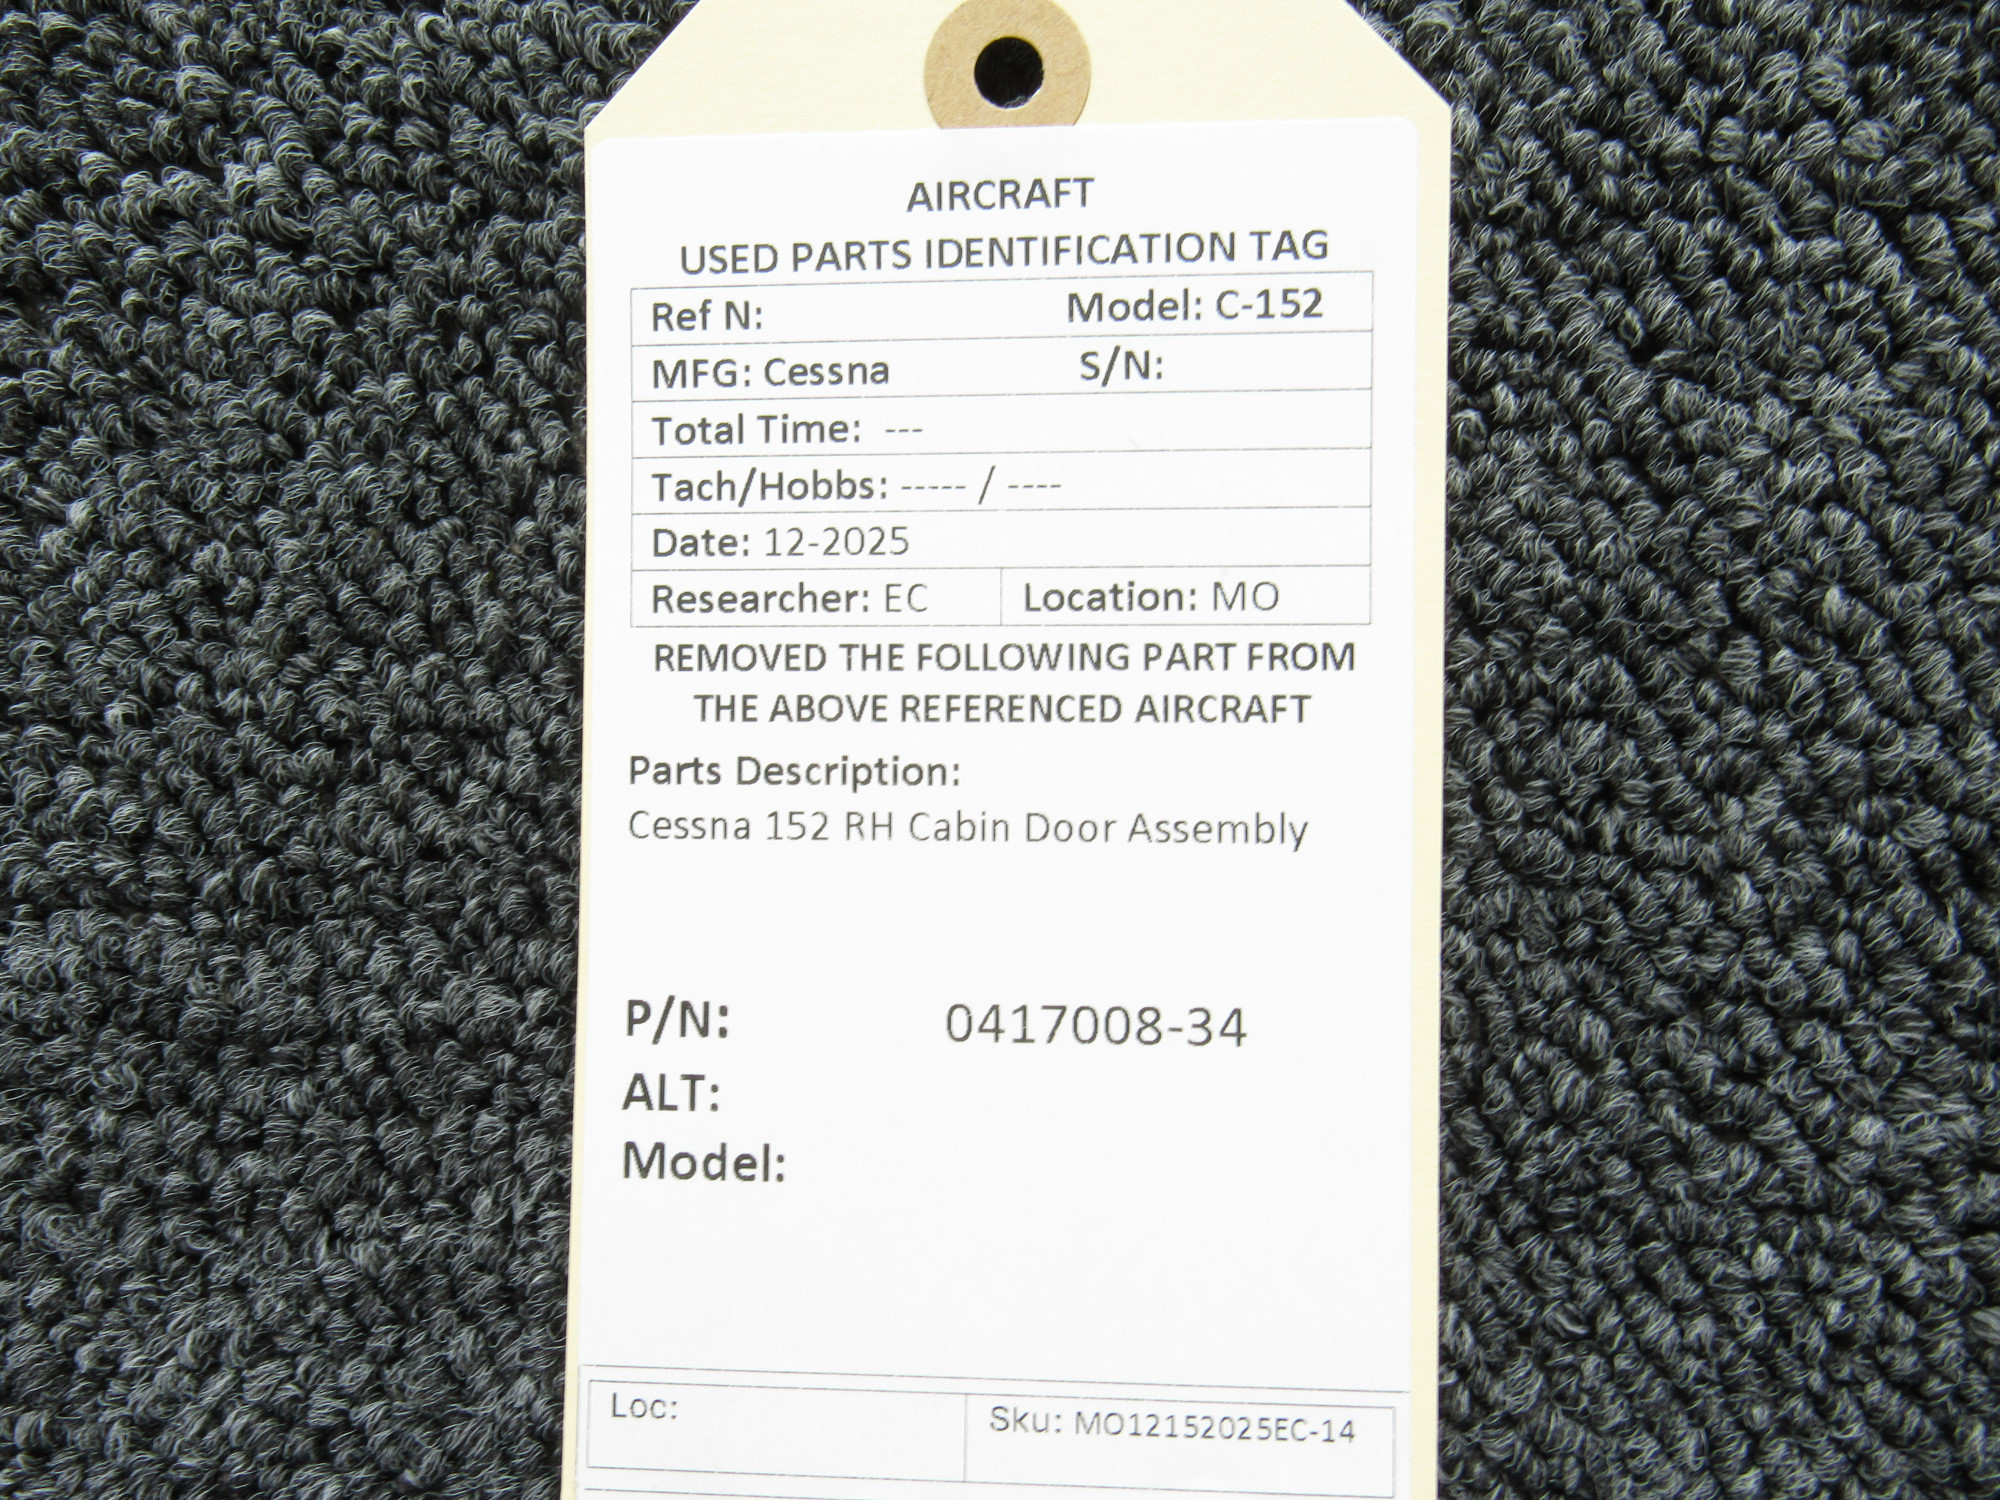 AIRCRAFT
USED PARTS IDENTIFICATION TAG
Ref N: Model: C-152
MFG: Cessna S/N:
Total Time: ---
Tach/Hobbs: ----- / ----
Date: 12-2025
Researcher: EC Location: MO
REMOVED THE FOLLOWING PART FROM
THE ABOVE REFERENCED AIRCRAFT
Parts Description:
Cessna 152 RH Cabin Door Assembly
P/N: 0417008-34
ALT:
Model:
Loc: Sku: MO12152025EC-14